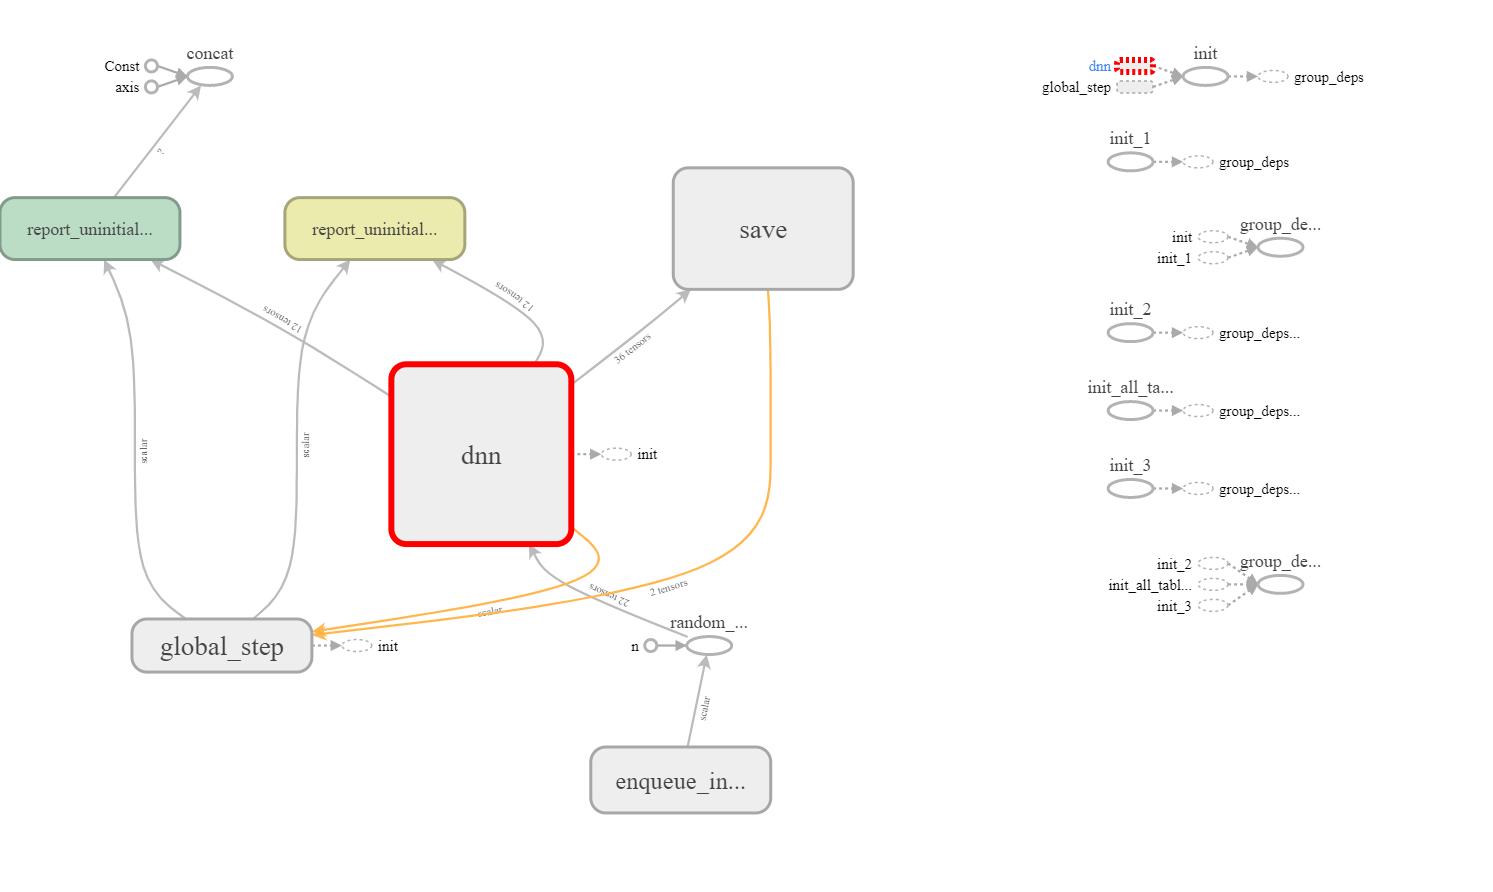 concat
Const
axis
?
report_uninitial...
report_uninitial...
save
12 tensors
12 tensors
36 tensors
dnn
init
scalar
scalar
22 tensors
2 tensors
scalar
global_step
init
random_...
n
scalar
enqueue_in...
init
dnn
global_step
group_deps
init_1
group_deps
group_de...
init
init_1
init_2
group_deps...
init_all_ta...
group_deps...
init_3
group_deps...
group_de...
init_2
init_all_tabl...
init_3